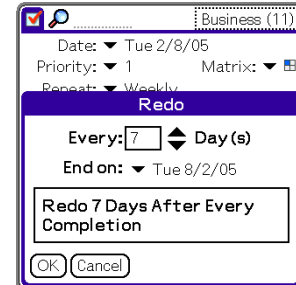 Business (11)
Date: Tue 2/8/05
Priority: 1 Matrix:
Repeat: Weekly
Redo
Every: 7 Day(s)
End on: Tue 8/2/05
Redo 7 Days After Every
Completion
OK Cancel